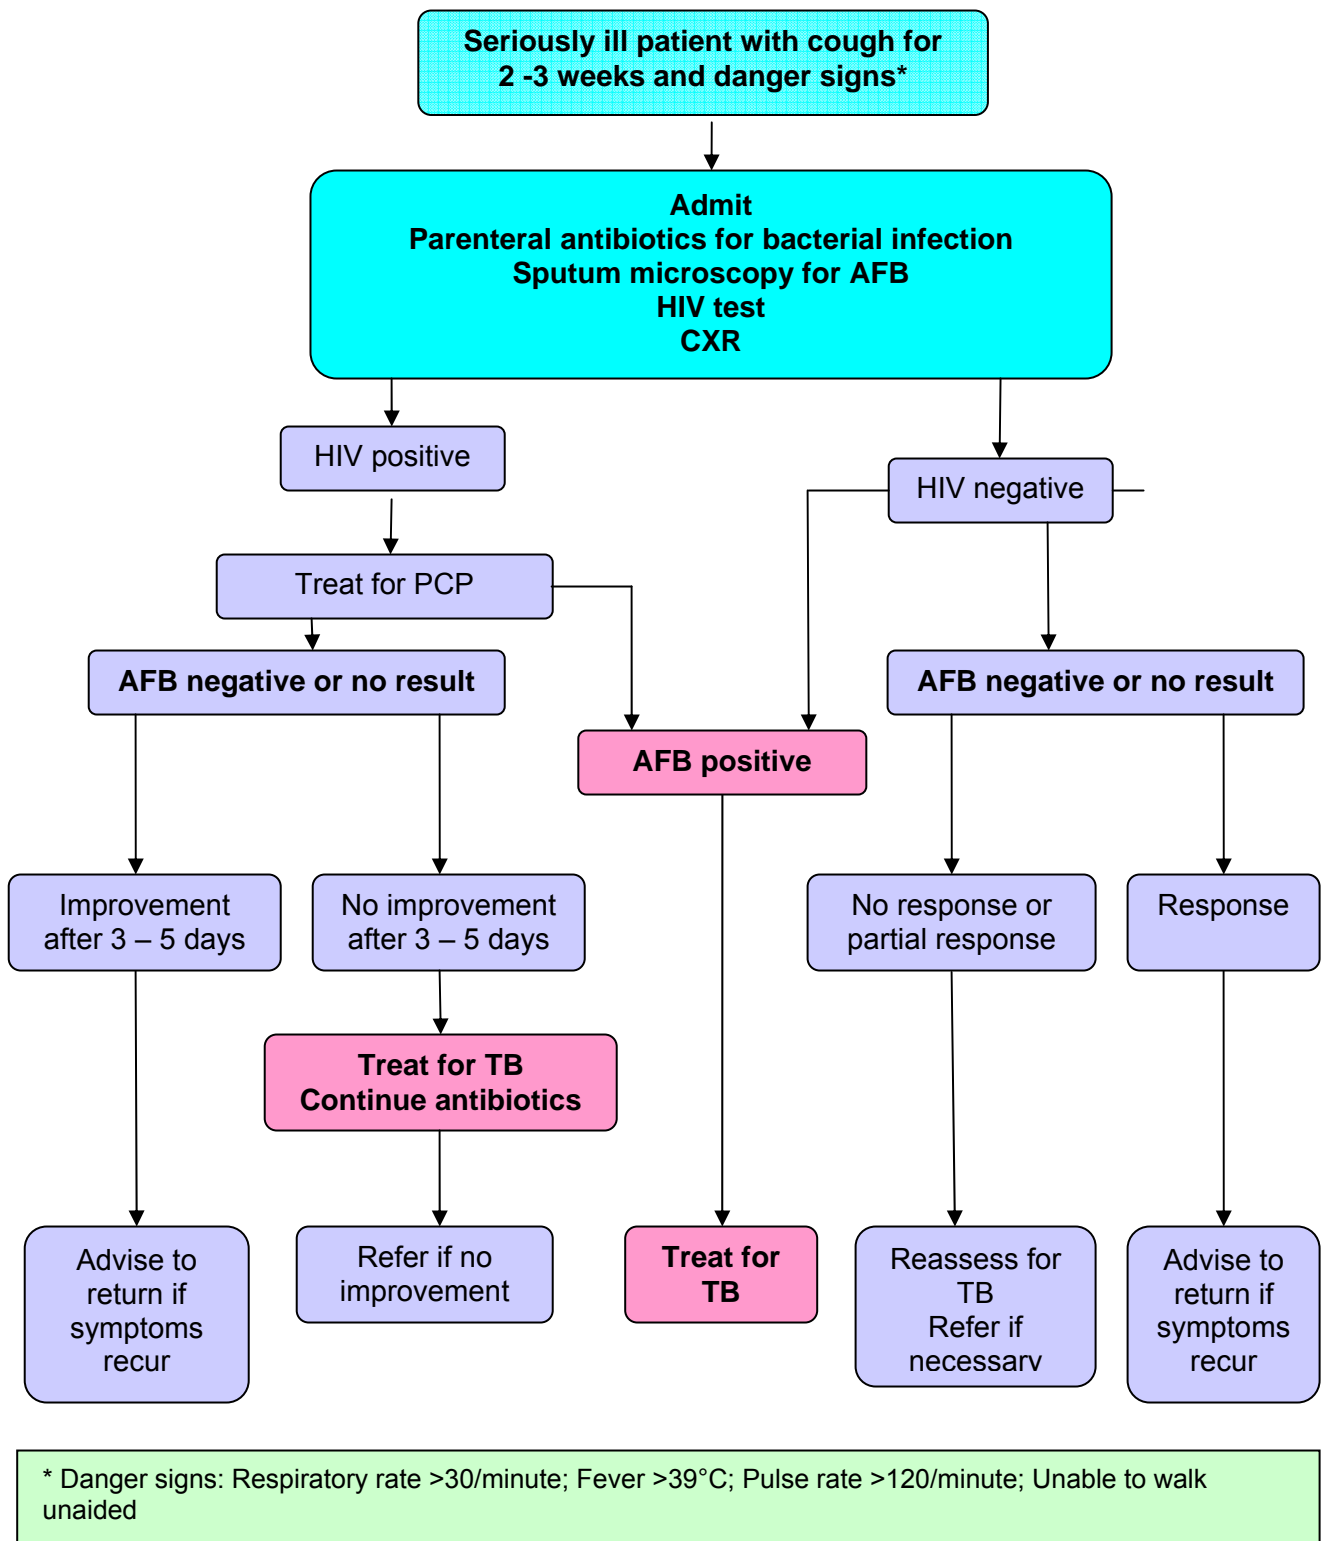 Seriously ill patient with cough for
2 -3 weeks and danger signs*
Admit
Parenteral antibiotics for bacterial infection
Sputum microscopy for AFB
HIV test
CXR
HIV positive
HIV negative
Treat for PCP
AFB negative or no result
AFB negative or no result
AFB positive
Improvement
after 3 – 5 days
No improvement
after 3 – 5 days
No response or
partial response
Response
Treat for TB
Continue antibiotics
Advise to
return if
symptoms
recur
Refer if no
improvement
Treat for
TB
Reassess for
TB
Refer if
necessary
Advise to
return if
symptoms
recur
* Danger signs: Respiratory rate >30/minute; Fever >39°C; Pulse rate >120/minute; Unable to walk
unaided